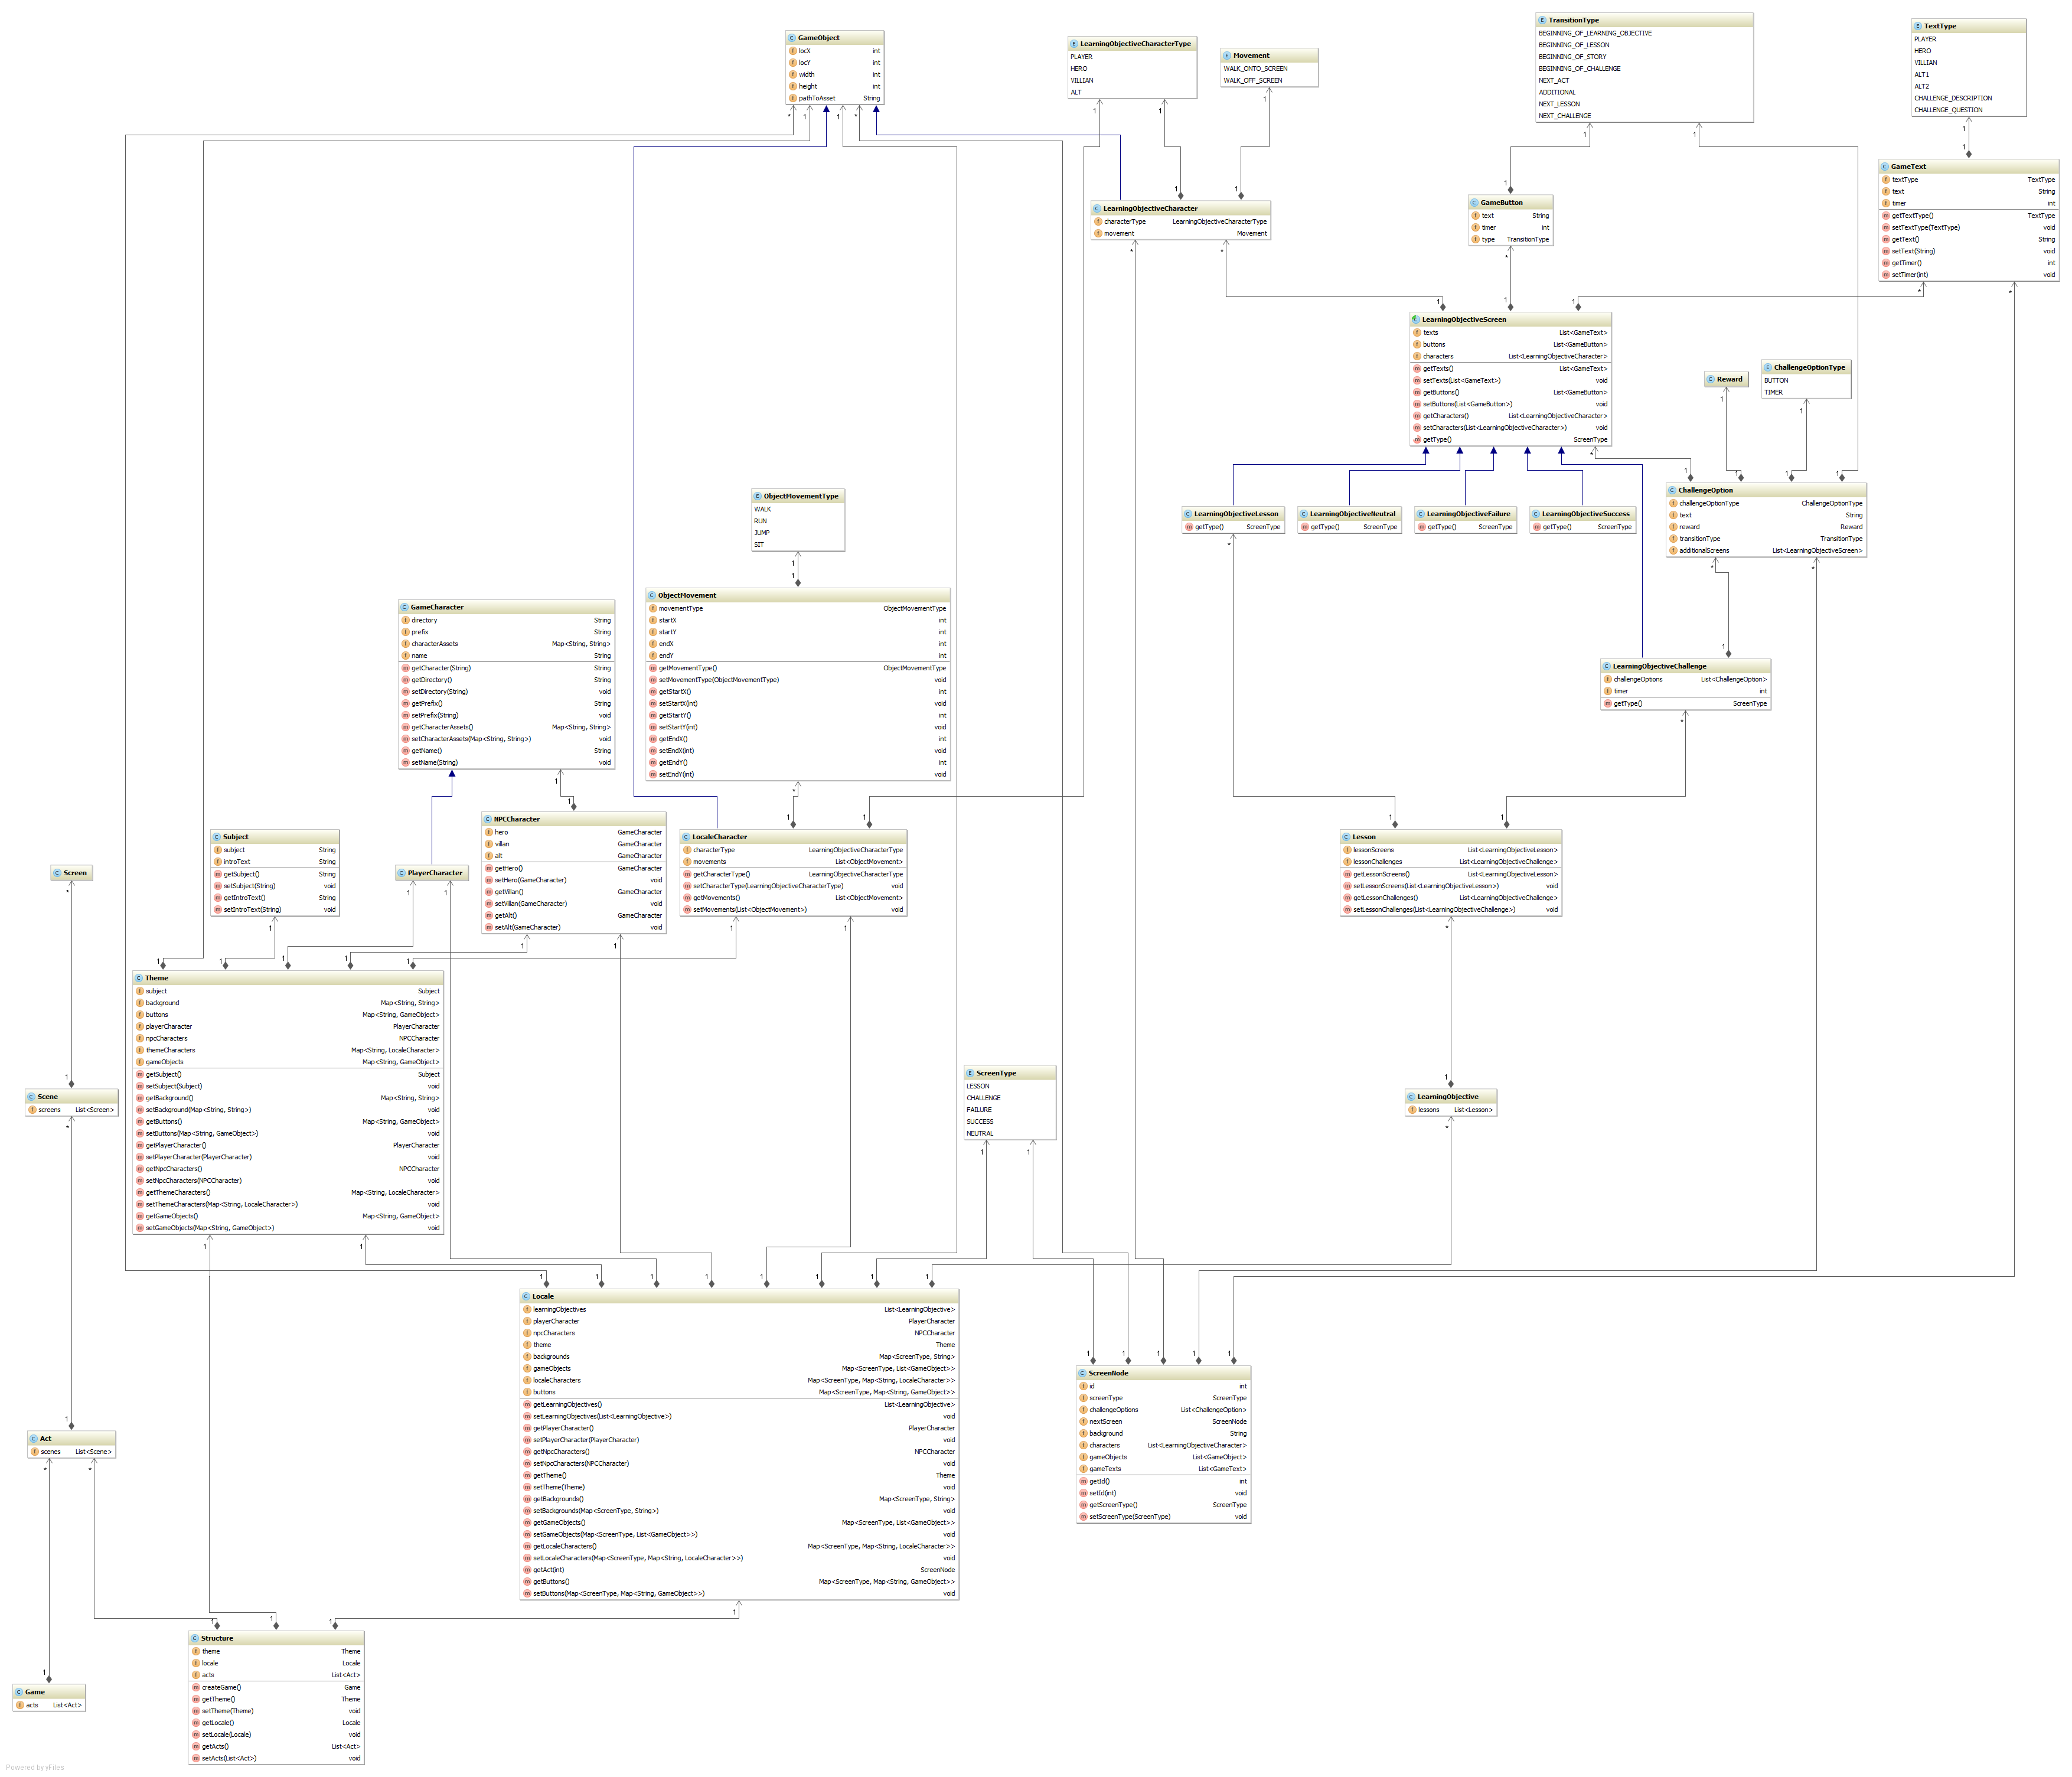 GameObject
locX int
locY int
width int
height int
pathToAsset String
LearningObjectiveCharacterType
PLAYER
HERO
VILLIAN
ALT
Movement
WALK_ONTO_SCREEN
WALK_OFF_SCREEN
TransitionType
BEGINNING_OF_LEARNING_OBJECTIVE
BEGINNING_OF_LESSON
BEGINNING_OF_STORY
BEGINNING_OF_CHALLENGE
NEXT_ACT
ADDITIONAL
NEXT_LESSON
NEXT_CHALLENGE
TextType
PLAYER
HERO
VILLIAN
ALT1
ALT2
CHALLENGE_DESCRIPTION
CHALLENGE_QUESTION
GameText
textType TextType
text String
timer int
getTextType() TextType
setTextType(TextType) void
getText() String
setText(String) void
getTimer() int
setTimer(int) void
LearningObjectiveCharacter
characterType LearningObjectiveCharacterType
movement Movement
GameButton
text String
timer int
type TransitionType
LearningObjectiveScreen
texts List<GameText>
buttons List<GameButton>
characters List<LearningObjectiveCharacter>
getTexts() List<GameText>
setTexts(List<GameText>) void
getButtons() List<GameButton>
setButtons(List<GameButton>) void
getCharacters() List<LearningObjectiveCharacter>
setCharacters(List<LearningObjectiveCharacter>) void
getType() ScreenType
Reward
ChallengeOptionType
BUTTON
TIMER
ChallengeOption
challengeOptionType ChallengeOptionType
text String
reward Reward
transitionType TransitionType
additionalScreens List<LearningObjectiveScreen>
LearningObjectiveLesson
getType() ScreenType
LearningObjectiveNeutral
getType() ScreenType
LearningObjectiveFailure
getType() ScreenType
LearningObjectiveSuccess
getType() ScreenType
ObjectMovementType
WALK
RUN
JUMP
SIT
ObjectMovement
movementType ObjectMovementType
startX int
startY int
endX int
endY int
getMovementType() ObjectMovementType
setMovementType(ObjectMovementType) void
getStartX() int
setStartX(int) void
getStartY() int
setStartY(int) void
getEndX() int
setEndX(int) void
getEndY() int
setEndY(int) void
GameCharacter
directory String
prefix String
characterAssets Map<String, String>
name String
getCharacter(String) String
getDirectory() String
setDirectory(String) void
getPrefix() String
setPrefix(String) void
getCharacterAssets() Map<String, String>
setCharacterAssets(Map<String, String>) void
getName() String
setName(String) void
LearningObjectiveChallenge
challengeOptions List<ChallengeOption>
timer int
getType() ScreenType
Subject
subject String
introText String
getSubject() String
setSubject(String) void
getIntroText() String
setIntroText(String) void
Screen
PlayerCharacter
NPCCharacter
hero GameCharacter
villan GameCharacter
alt GameCharacter
getHero() GameCharacter
setHero(GameCharacter) void
getVillan() GameCharacter
setVillan(GameCharacter) void
getAlt() GameCharacter
setAlt(GameCharacter) void
LocaleCharacter
characterType LearningObjectiveCharacterType
movements List<ObjectMovement>
getCharacterType() LearningObjectiveCharacterType
setCharacterType(LearningObjectiveCharacterType) void
getMovements() List<ObjectMovement>
setMovements(List<ObjectMovement>) void
Lesson
lessonScreens List<LearningObjectiveLesson>
lessonChallenges List<LearningObjectiveChallenge>
getLessonScreens() List<LearningObjectiveLesson>
setLessonScreens(List<LearningObjectiveLesson>) void
getLessonChallenges() List<LearningObjectiveChallenge>
setLessonChallenges(List<LearningObjectiveChallenge>) void
Theme
subject Subject
background Map<String, String>
buttons Map<String, GameObject>
playerCharacter PlayerCharacter
npcCharacters NPCCharacter
themeCharacters Map<String, LocaleCharacter>
gameObjects Map<String, GameObject>
getSubject() Subject
setSubject(Subject) void
getBackground() Map<String, String>
setBackground(Map<String, String>) void
getButtons() Map<String, GameObject>
setButtons(Map<String, GameObject>) void
getPlayerCharacter() PlayerCharacter
setPlayerCharacter(PlayerCharacter) void
getNpcCharacters() NPCCharacter
setNpcCharacters(NPCCharacter) void
getThemeCharacters() Map<String, LocaleCharacter>
setThemeCharacters(Map<String, LocaleCharacter>) void
getGameObjects() Map<String, GameObject>
setGameObjects(Map<String, GameObject>) void
Scene
screens List<Screen>
ScreenType
LESSON
CHALLENGE
FAILURE
SUCCESS
NEUTRAL
LearningObjective
lessons List<Lesson>
Locale
learningObjectives List<LearningObjective>
playerCharacter PlayerCharacter
npcCharacters NPCCharacter
theme Theme
backgrounds Map<ScreenType, String>
gameObjects Map<ScreenType, List<GameObject>>
localeCharacters Map<ScreenType, Map<String, LocaleCharacter>>
buttons Map<ScreenType, Map<String, GameObject>>
getLearningObjectives() List<LearningObjective>
setLearningObjectives(List<LearningObjective>) void
getPlayerCharacter() PlayerCharacter
setPlayerCharacter(PlayerCharacter) void
getNpcCharacters() NPCCharacter
setNpcCharacters(NPCCharacter) void
getTheme() Theme
setTheme(Theme) void
getBackgrounds() Map<ScreenType, String>
setBackgrounds(Map<ScreenType, String>) void
getGameObjects() Map<ScreenType, List<GameObject>>
setGameObjects(Map<ScreenType, List<GameObject>>) void
getLocaleCharacters() Map<ScreenType, Map<String, LocaleCharacter>>
setLocaleCharacters(Map<ScreenType, Map<String, LocaleCharacter>>) void
getAct(int) ScreenNode
getButtons() Map<ScreenType, Map<String, GameObject>>
setButtons(Map<ScreenType, Map<String, GameObject>>) void
ScreenNode
id int
screenType ScreenType
challengeOptions List<ChallengeOption>
nextScreen ScreenNode
background String
characters List<LearningObjectiveCharacter>
gameObjects List<GameObject>
gameTexts List<GameText>
getId() int
setId(int) void
getScreenType() ScreenType
setScreenType(ScreenType) void
Act
scenes List<Scene>
Structure
theme Theme
locale Locale
acts List<Act>
createGame() Game
getTheme() Theme
setTheme(Theme) void
getLocale() Locale
setLocale(Locale) void
getActs() List<Act>
setActs(List<Act>) void
Game
acts List<Act>
Powered by yFiles